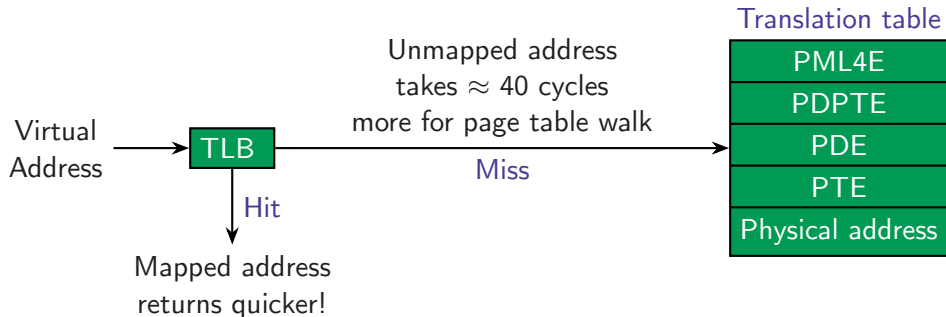 Translation table
Unmapped address
takes ≈ 40 cycles
more for page table walk
PML4E
PDPTE
PDE
PTE
Physical address
Virtual
Address
TLB
Miss
Hit
Mapped address
returns quicker!